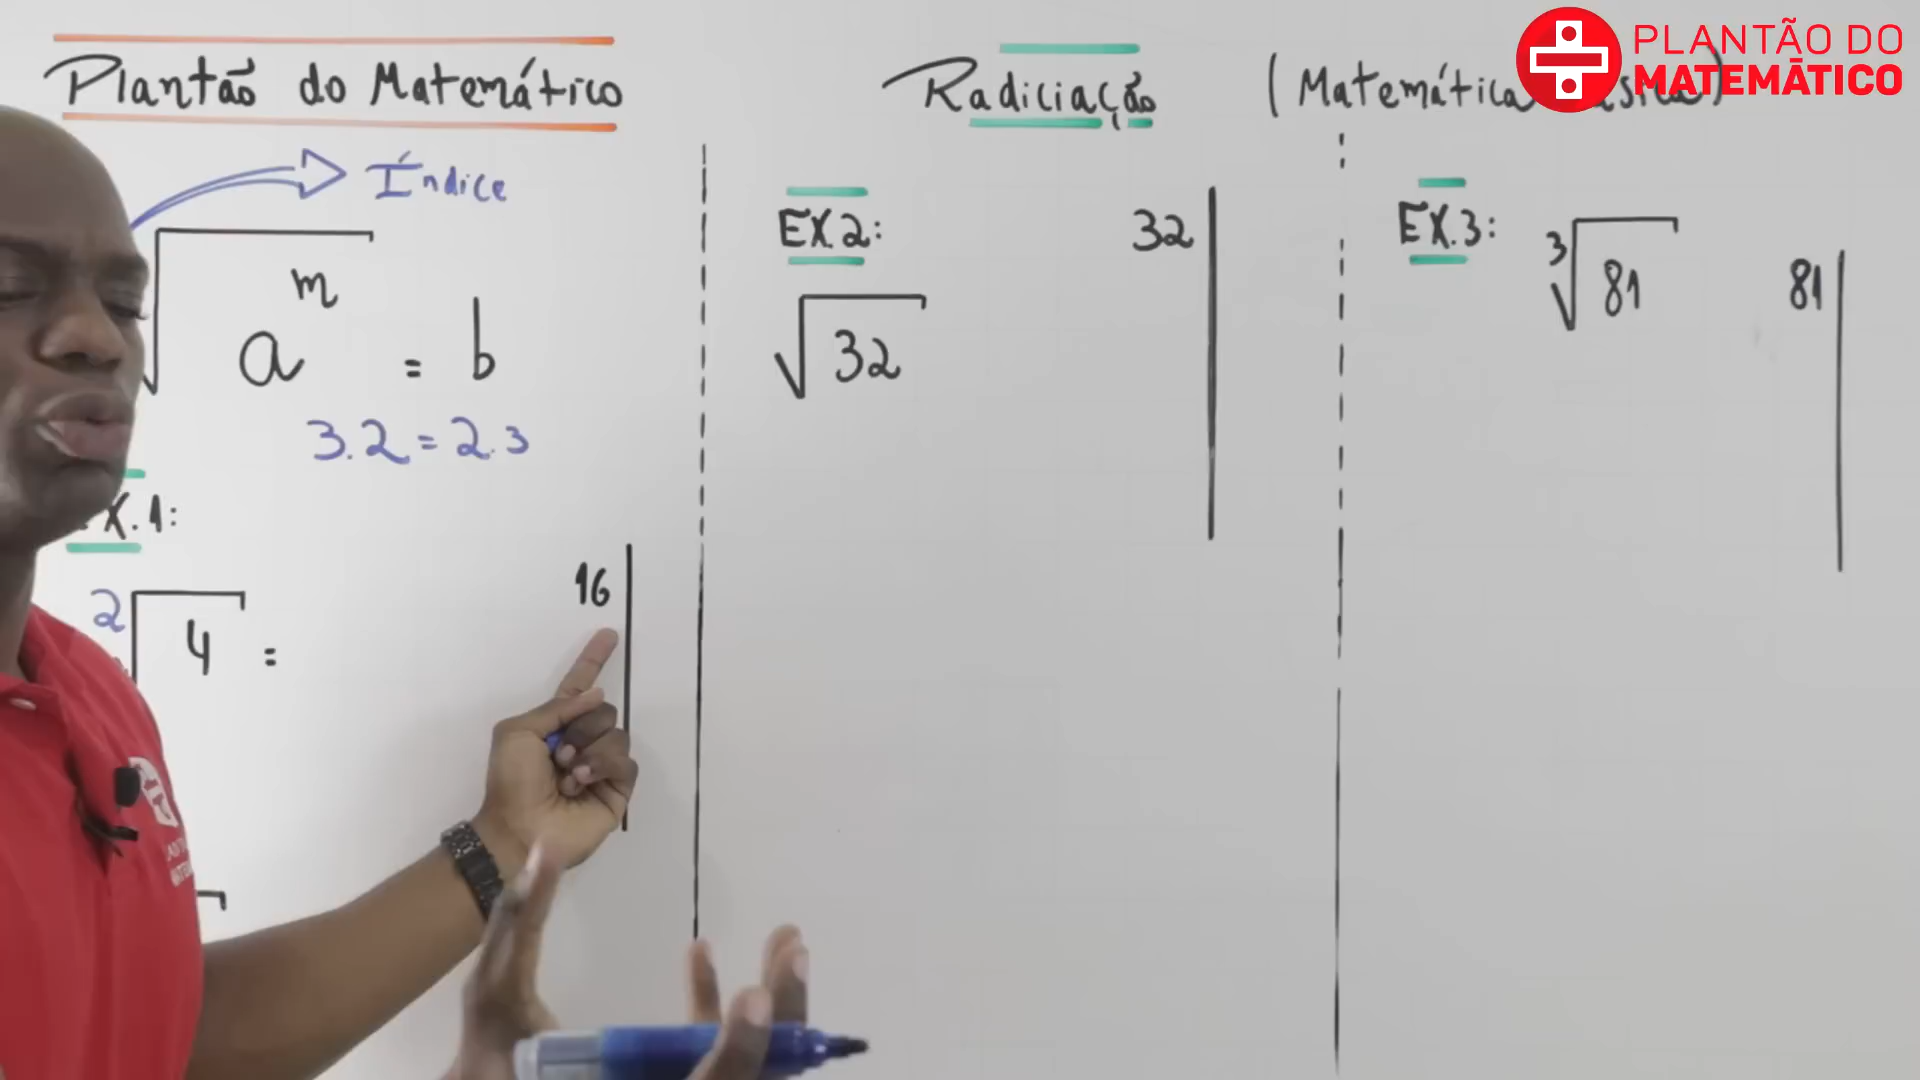 Plantão do Matemático
Radiciação
(Matemática
PLANTÃO DO
MATEMÁTICO
Índice
√a^m = b
3.2 = 2.3
X.1:
2√4 =
16
EX.2:
32
√32
EX.3:
3√81
81